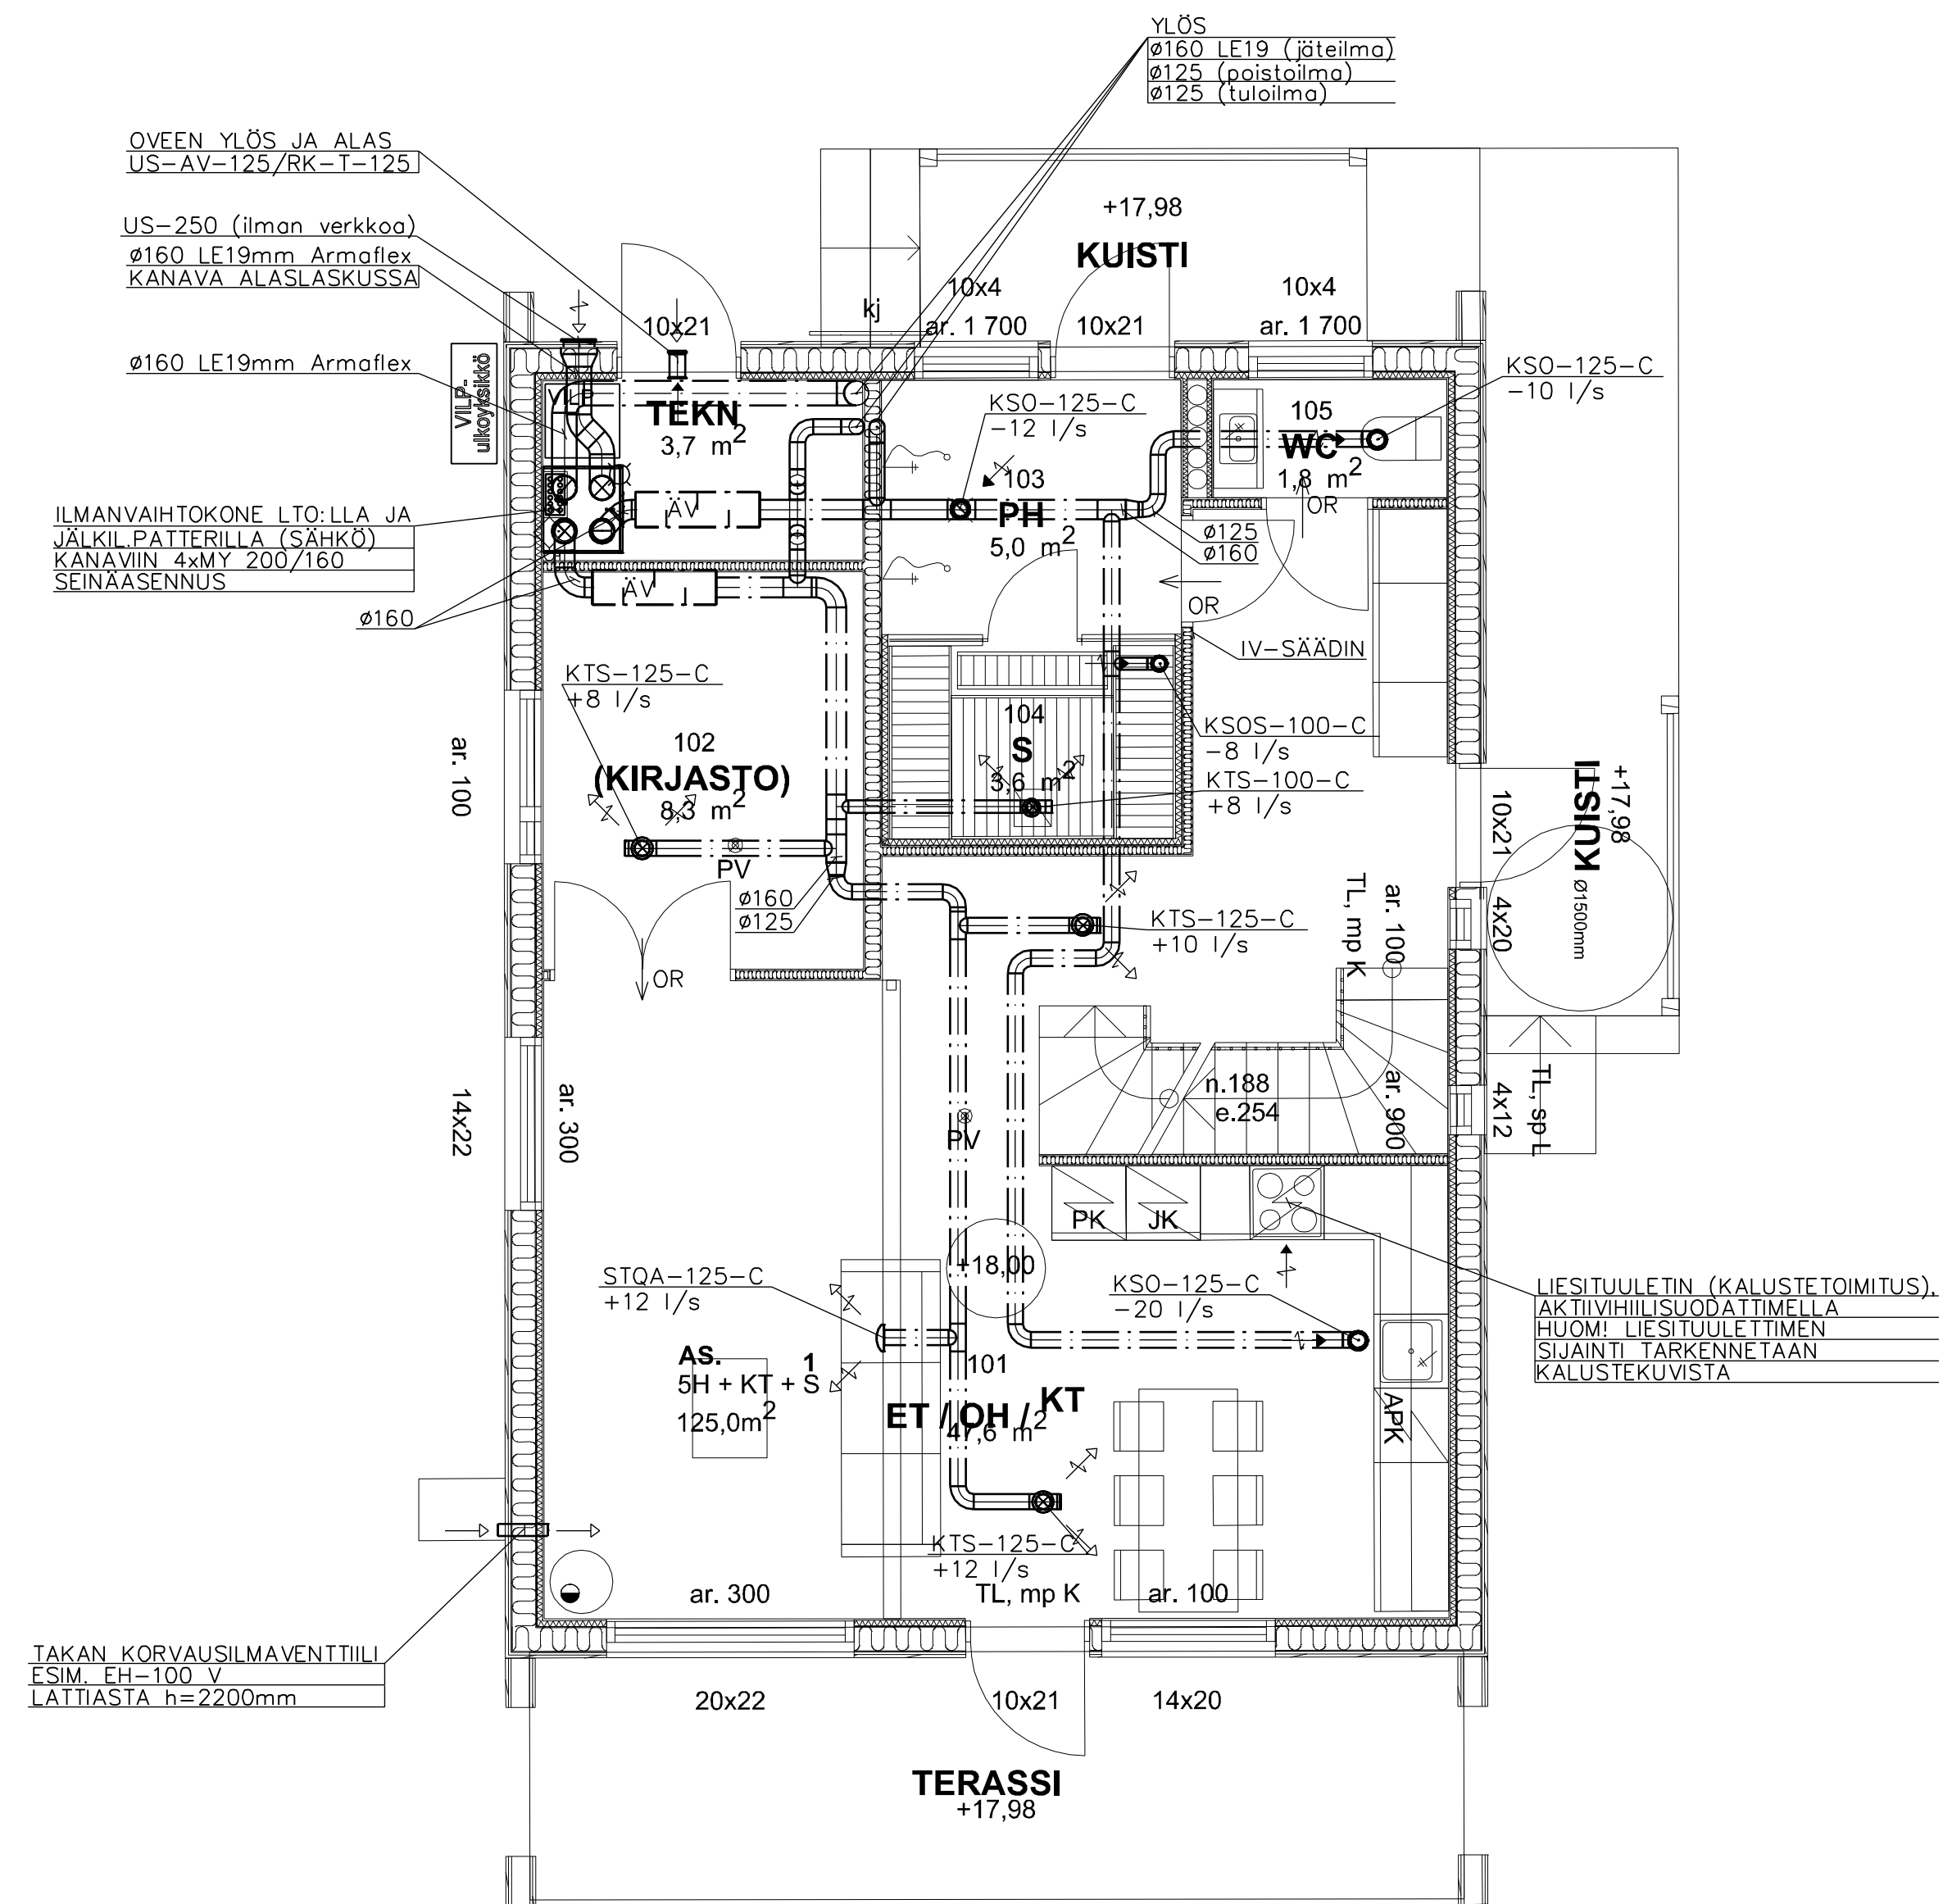 YLÖS
ø160 LE19 (jäteilma)
ø125 (poistoilma)
ø125 (tuloilma)
OVEEN YLÖS JA ALAS
US-AV-125/RK-T-125
US-250 (ilman verkkoa)
ø160 LE19mm Armaflex
KANAVA ALASLASKUSSA
ø160 LE19mm Armaflex
VILP-
ulkoyksikkö
+17,98
KUISTI
10x4
10x4
kj
10x21
ar. 1 700
10x21
ar. 1 700
KSO-125-C
-10 l/s
VILP
TEKN
3,7 m2
KSO-125-C
-12 l/s
105
WC
1,8 m2
103
PH
5,0 m2
OR
ÄV
ø125
ø160
ILMANVAIHTOKONE LTO:LLA JA
JÄLKIL.PATTERILLA (SÄHKÖ)
KANAVIIN 4xMY 200/160
SEINÄASENNUS
ø160
ÄV
OR
IV-SÄÄDIN
KTS-125-C
+8 l/s
104
S
3,6 m2
KSOS-100-C
-8 l/s
KTS-100-C
+8 l/s
102
(KIRJASTO)
8,3 m2
ar. 100
PV
ø160
ø125
KTS-125-C
+10 l/s
OR
TL, mp K
ar. 100
10x21
4x20
KUISTI
+17,98
Ø1500mm
14x22
ar. 300
n.188
e.254
ar. 900
4x12
TL, sp L
PV
PK
JK
+18,00
STQA-125-C
+12 l/s
KSO-125-C
-20 l/s
LIESITUULETIN (KALUSTETOIMITUS),
AKTIIVIHIILISUODATTIMELLA
HUOM! LIESITUULETTIMEN
SIJAINTI TARKENNETAAN
KALUSTEKUVISTA
AS. 1
5H + KT + S
125,0m2
101
ET / OH / KT
47,6 m2
APK
KTS-125-C
+12 l/s
ar. 300
TL, mp K
ar. 100
TAKAN KORVAUSILMAVENTTIILI
ESIM. EH-100 V
LATTIASTA h=2200mm
20x22
10x21
14x20
TERASSI
+17,98